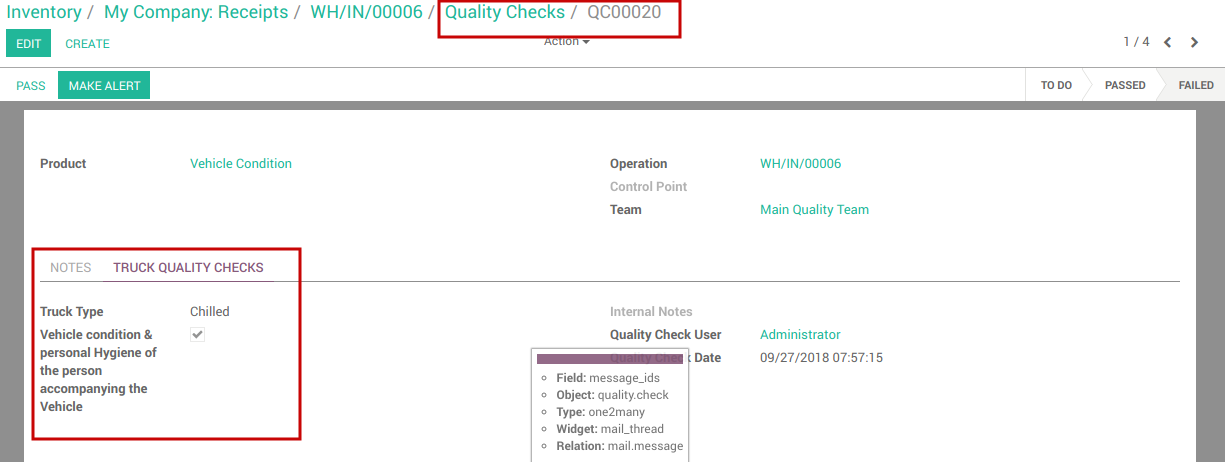 Inventory / My Company: Receipts / WH/IN/00006 / Quality Checks / QC00020
EDIT CREATE Action 1 / 4
PASS MAKE ALERT TO DO PASSED FAILED
Product Vehicle Condition Operation WH/IN/00006
Control Point
Team Main Quality Team
NOTES TRUCK QUALITY CHECKS
Truck Type Chilled Internal Notes
Vehicle condition & Quality Check User Administrator
personal Hygiene of Quality Check Date 09/27/2018 07:57:15
the person
accompanying the
Vehicle
Field: message_ids
Object: quality.check
Type: one2many
Widget: mail_thread
Relation: mail.message